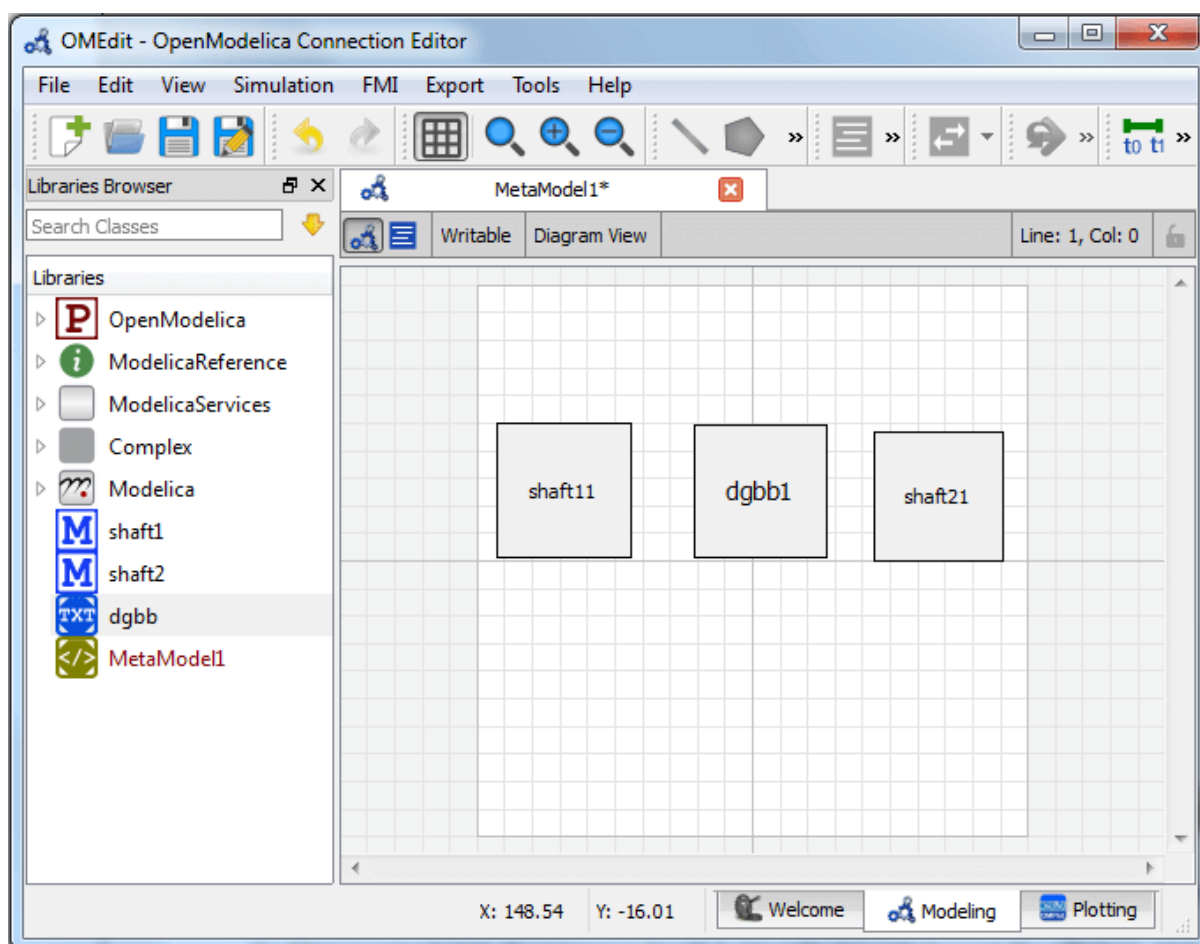 OMEdit - OpenModelica Connection Editor
File Edit View Simulation FMI Export Tools Help
t0 t1
Libraries Browser
MetaModel1*
Search Classes
Writable Diagram View Line: 1, Col: 0
Libraries
P OpenModelica
i ModelicaReference
ModelicaServices
Complex
m Modelica
M shaft1
M shaft2
TXT dgbb
</> MetaModel1
shaft11 dgbb1 shaft21
X: 148.54 Y: -16.01 Welcome Modeling Plotting